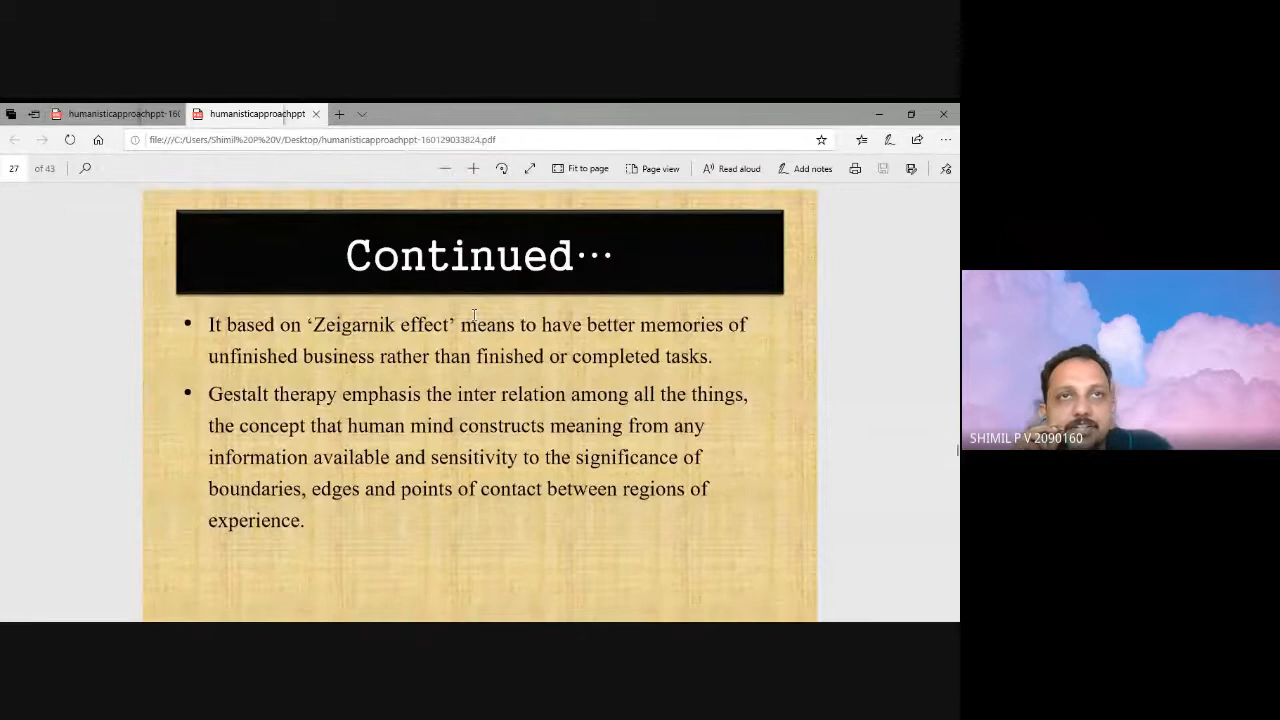 humanisticapproachppt-160
humanisticapproachppt
file:///C:/Users/Shimil%20P%20V/Desktop/humanisticapproachppt-160129033824.pdf
27 of 43
Fit to page
Page view
Read aloud
Add notes
Continued…
• It based on ‘Zeigarnik effect’ means to have better memories of
unfinished business rather than finished or completed tasks.
• Gestalt therapy emphasis the inter relation among all the things,
the concept that human mind constructs meaning from any
information available and sensitivity to the significance of
boundaries, edges and points of contact between regions of
experience.
SHIMIL P V 2090160